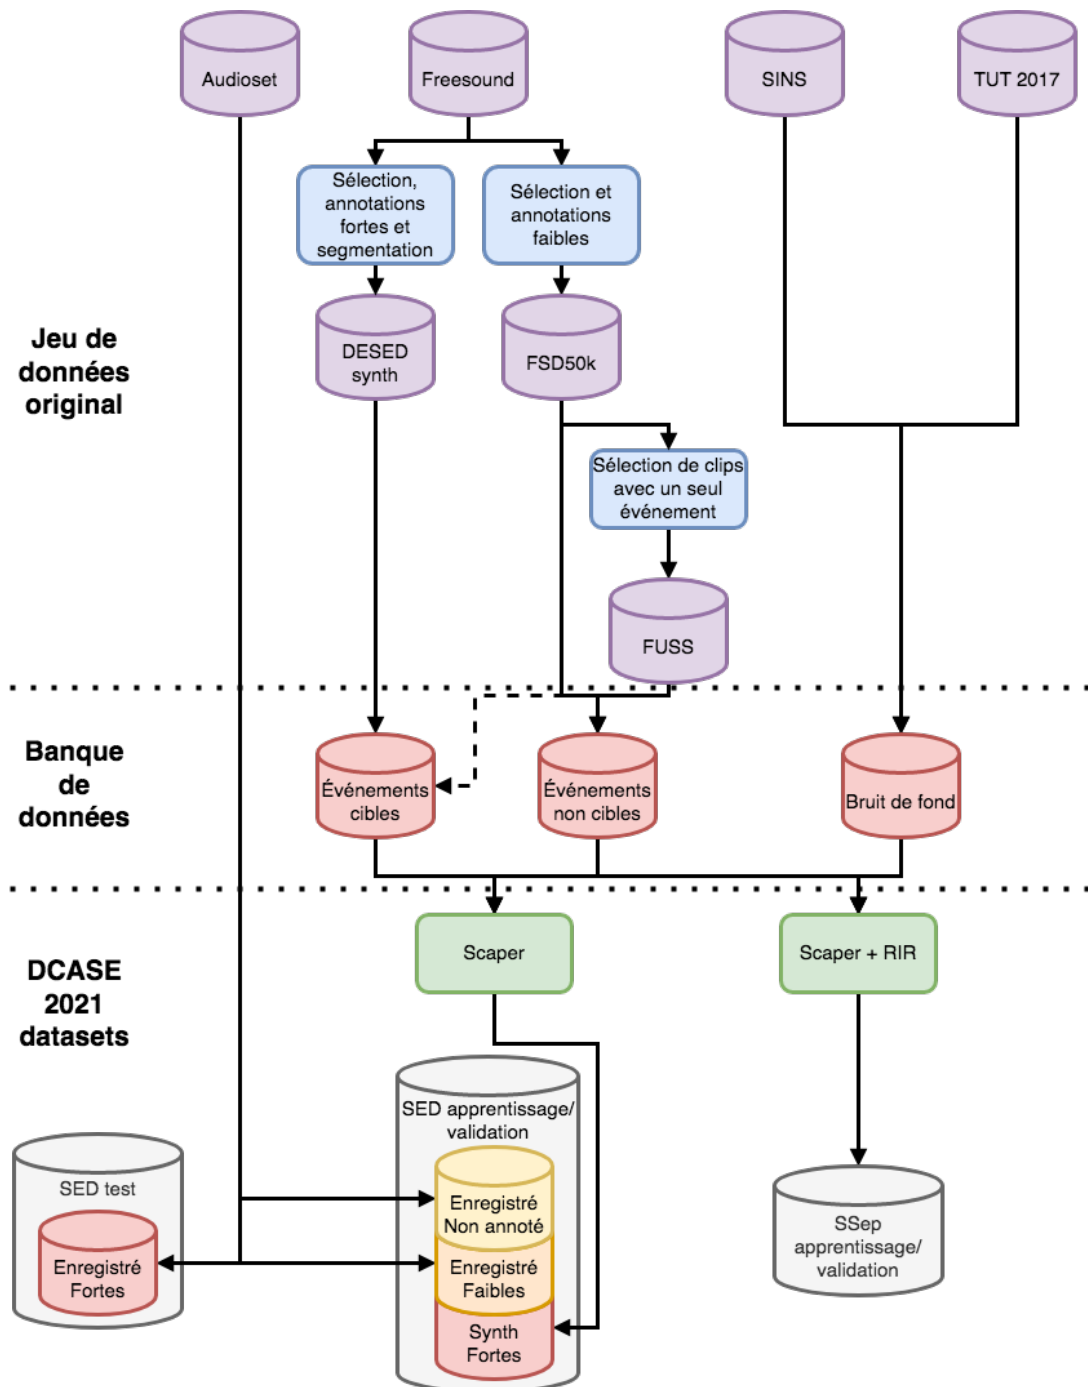 Audioset
Freesound
SINS
TUT 2017
Sélection,
annotations
fortes et
segmentation
Sélection et
annotations
faibles
Jeu de
données
original
DESED
synth
FSD50k
Sélection de clips
avec un seul
événement
FUSS
Banque
de
données
Événements
cibles
Événements
non cibles
Bruit de fond
DCASE
2021
datasets
Scaper
Scaper + RIR
SED apprentissage/
validation
SED test
Enregistré
Non annoté
Enregistré
Fortes
Enregistré
Faibles
Synth
Fortes
SSep
apprentissage/
validation